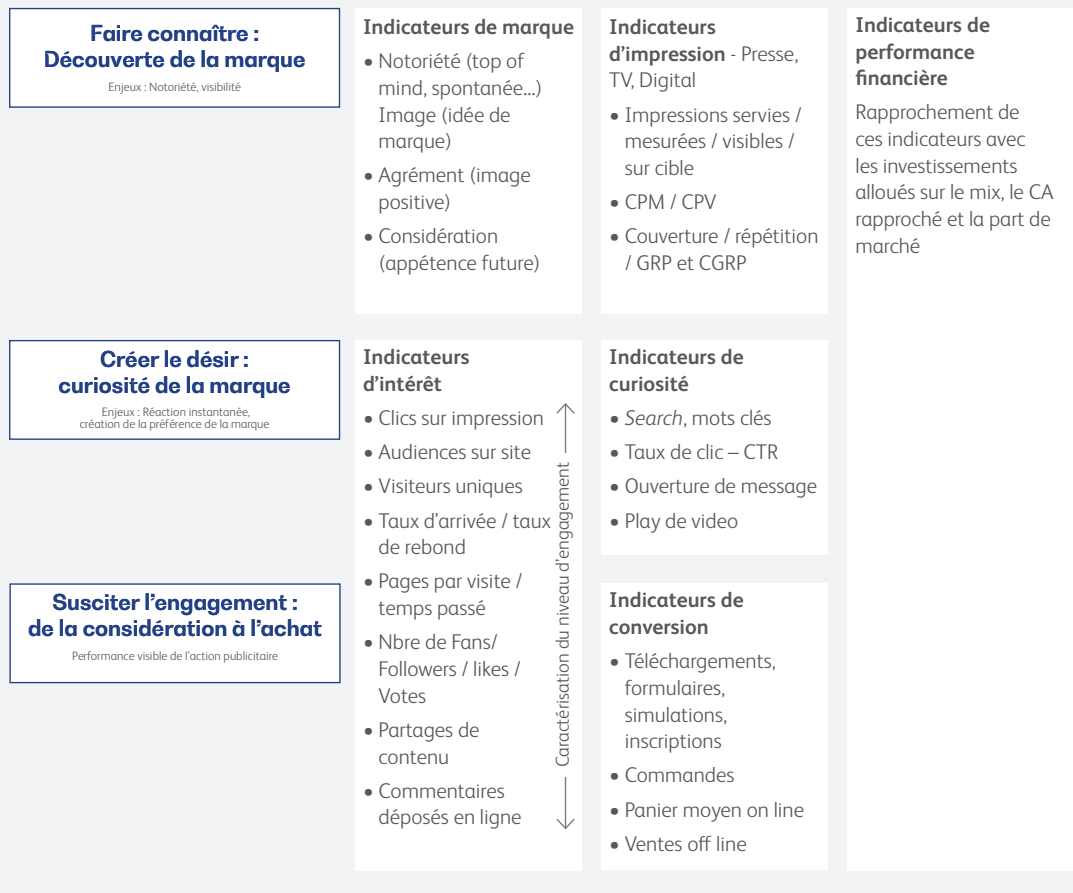 Faire connaître :
Découverte de la marque
Enjeux : Notoriété, visibilité
Indicateurs de marque
• Notoriété (top of
mind, spontanée...)
Image (idée de
marque)
• Agrément (image
positive)
• Considération
(appétence future)
Indicateurs
d'impression - Presse,
TV, Digital
• Impressions servies /
mesurées / visibles /
sur cible
• CPM / CPV
• Couverture / répétition
/ GRP et CGRP
Indicateurs de
performance
financière
Rapprochement de
ces indicateurs avec
les investissements
alloués sur le mix, le CA
rapproché et la part de
marché
Créer le désir :
curiosité de la marque
Enjeux : Réaction instantanée,
création de la préférence de la marque
Indicateurs
d'intérêt
• Clics sur impression
• Audiences sur site
• Visiteurs uniques
• Taux d'arrivée / taux
de rebond
• Pages par visite /
temps passé
• Nbre de Fans/
Followers / likes /
Votes
• Partages de
contenu
• Commentaires
déposés en ligne
Caractérisation du niveau d'engagement
Indicateurs de
curiosité
• Search, mots clés
• Taux de clic – CTR
• Ouverture de message
• Play de video
Susciter l'engagement :
de la considération à l'achat
Performance visible de l'action publicitaire
Indicateurs de
conversion
• Téléchargements,
formulaires,
simulations,
inscriptions
• Commandes
• Panier moyen on line
• Ventes off line